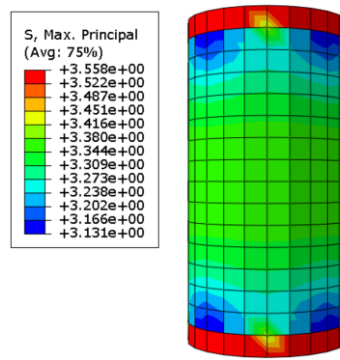 S, Max. Principal
(Avg: 75%)
+3.558e+00
+3.522e+00
+3.487e+00
+3.451e+00
+3.416e+00
+3.380e+00
+3.344e+00
+3.309e+00
+3.273e+00
+3.238e+00
+3.202e+00
+3.166e+00
+3.131e+00